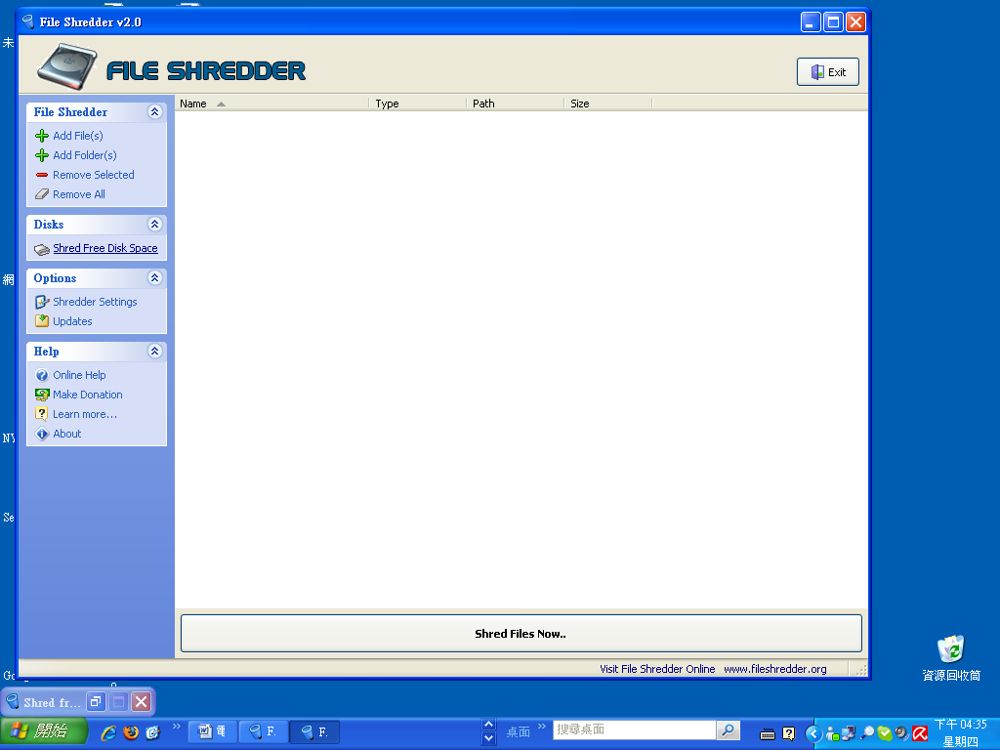 File Shredder v2.0
FILE SHREDDER
Exit
Name Type Path Size
File Shredder
Add File(s)
Add Folder(s)
Remove Selected
Remove All
Disks
Shred Free Disk Space
Options
Shredder Settings
Updates
Help
Online Help
Make Donation
Learn more...
About
未
網
NY
Se
Go
Shred Files Now..
Visit File Shredder Online www.fileshredder.org
資源回收筒
Shred fr...
開始
電
F.
F.
桌面
搜尋桌面
下午 04:35
星期四